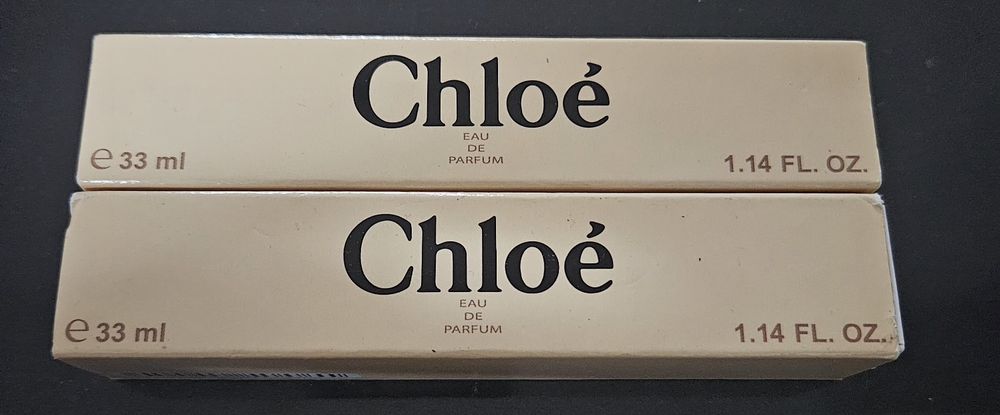 Chloé
EAU
DE
PARFUM
℮ 33 ml
1.14 FL. OZ.
Chloé
EAU
DE
PARFUM
℮ 33 ml
1.14 FL. OZ.